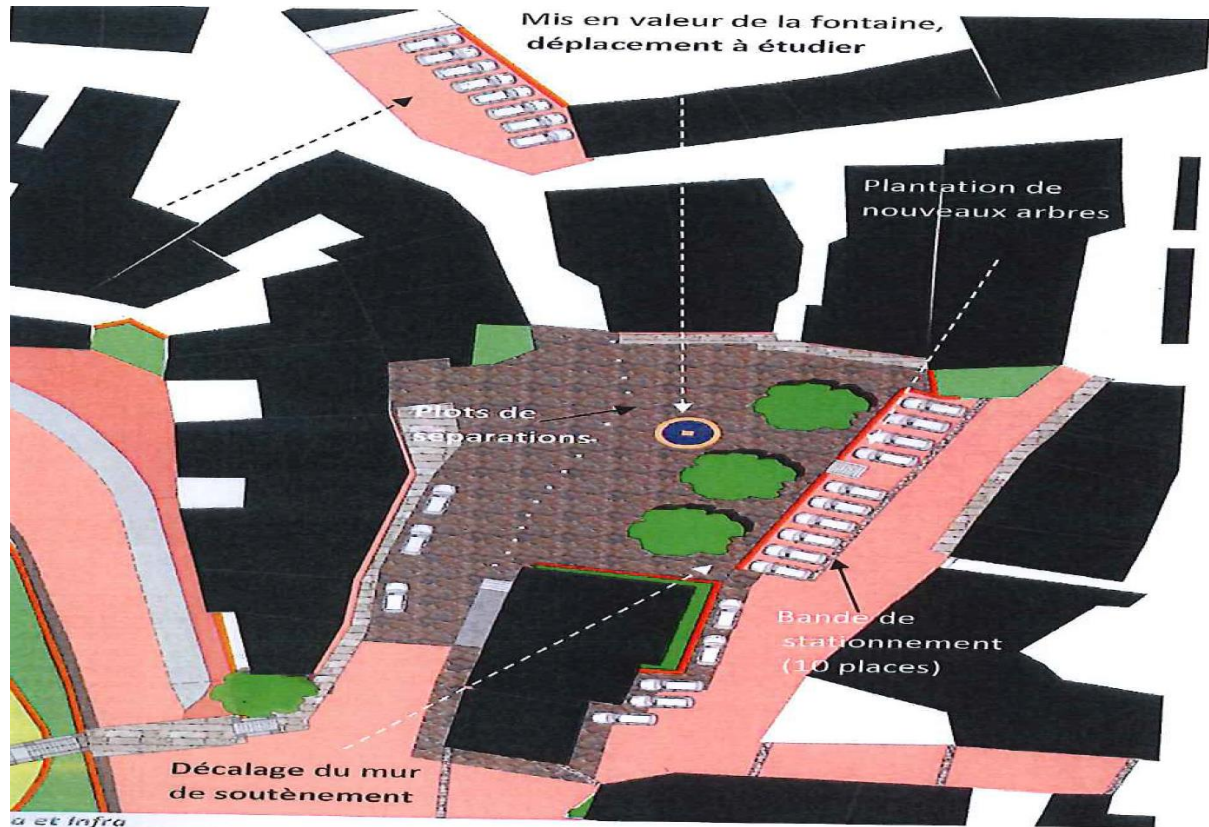 Mis en valeur de la fontaine,
déplacement à étudier
Plantation de
nouveaux arbres
Plots de
séparations
Bande de
stationnement
(10 places)
Décalage du mur
de soutènement
a et Infra